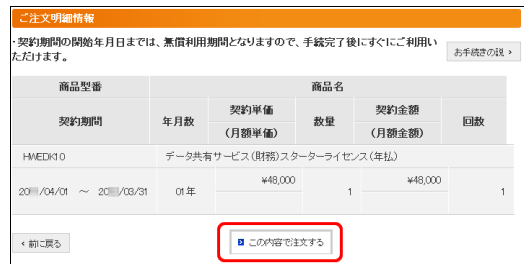 ご注文明細情報
・契約期間の開始年月日までは、無償利用期間となりますので、手続完了後にすぐにご利用い
ただけます。
お手続きの説 ›
商品型番 商品名
契約期間 年月数 契約単価 数量 契約金額 回数
(月額単価) (月額金額)
HWEDK10 データ共有サービス(財務)スターターライセンス(年払)
¥48,000 ¥48,000
20 /04/01 ～ 20 /03/31 01年 1 1
‹ 前に戻る
この内容で注文する